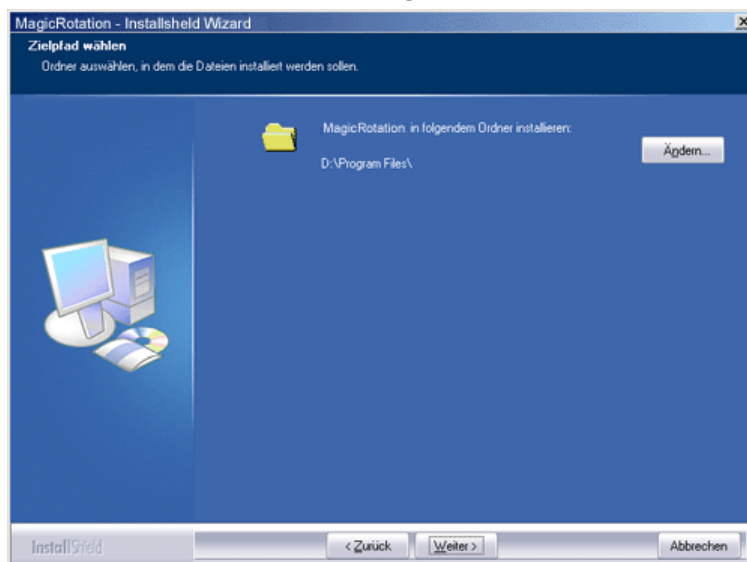 MagicRotation - Installsheld Wizard
Zielpfad wählen
Ordner auswählen, in dem die Dateien installiert werden sollen.
MagicRotation in folgendem Ordner installieren:
Ändern...
D:\Program Files\
InstallShield
< Zurück
Weiter >
Abbrechen